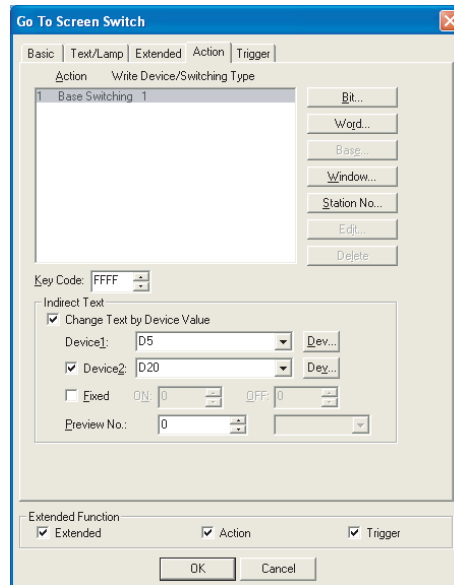 Go To Screen Switch
Basic Text/Lamp Extended Action Trigger
Action Write Device/Switching Type
1 Base Switching 1
Bit...
Word...
Base...
Window...
Station No...
Edit...
Delete
Key Code: FFFF
Indirect Text
Change Text by Device Value
Device1: D5 Dev...
Device2: D20 Dev...
Fixed ON: 0 OFF: 0
Preview No.: 0
Extended Function
Extended Action Trigger
OK Cancel